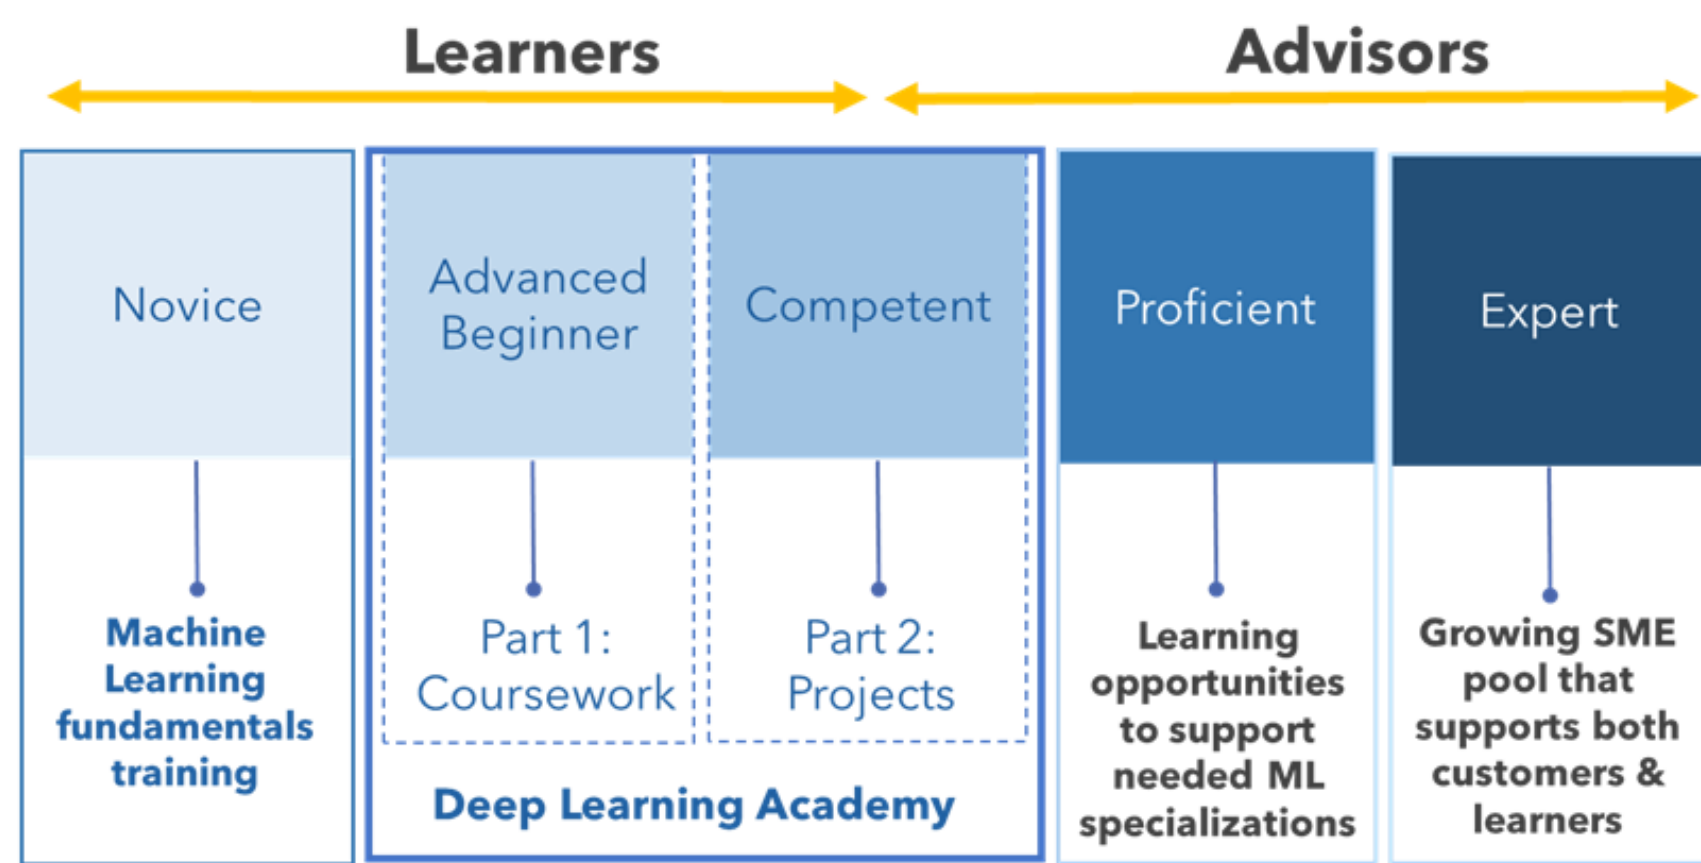 Learners
Advisors
Novice
Advanced
Beginner
Competent
Proficient
Expert
Machine
Learning
fundamentals
training
Part 1:
Coursework
Part 2:
Projects
Deep Learning Academy
Learning
opportunities
to support
needed ML
specializations
Growing SME
pool that
supports both
customers &
learners